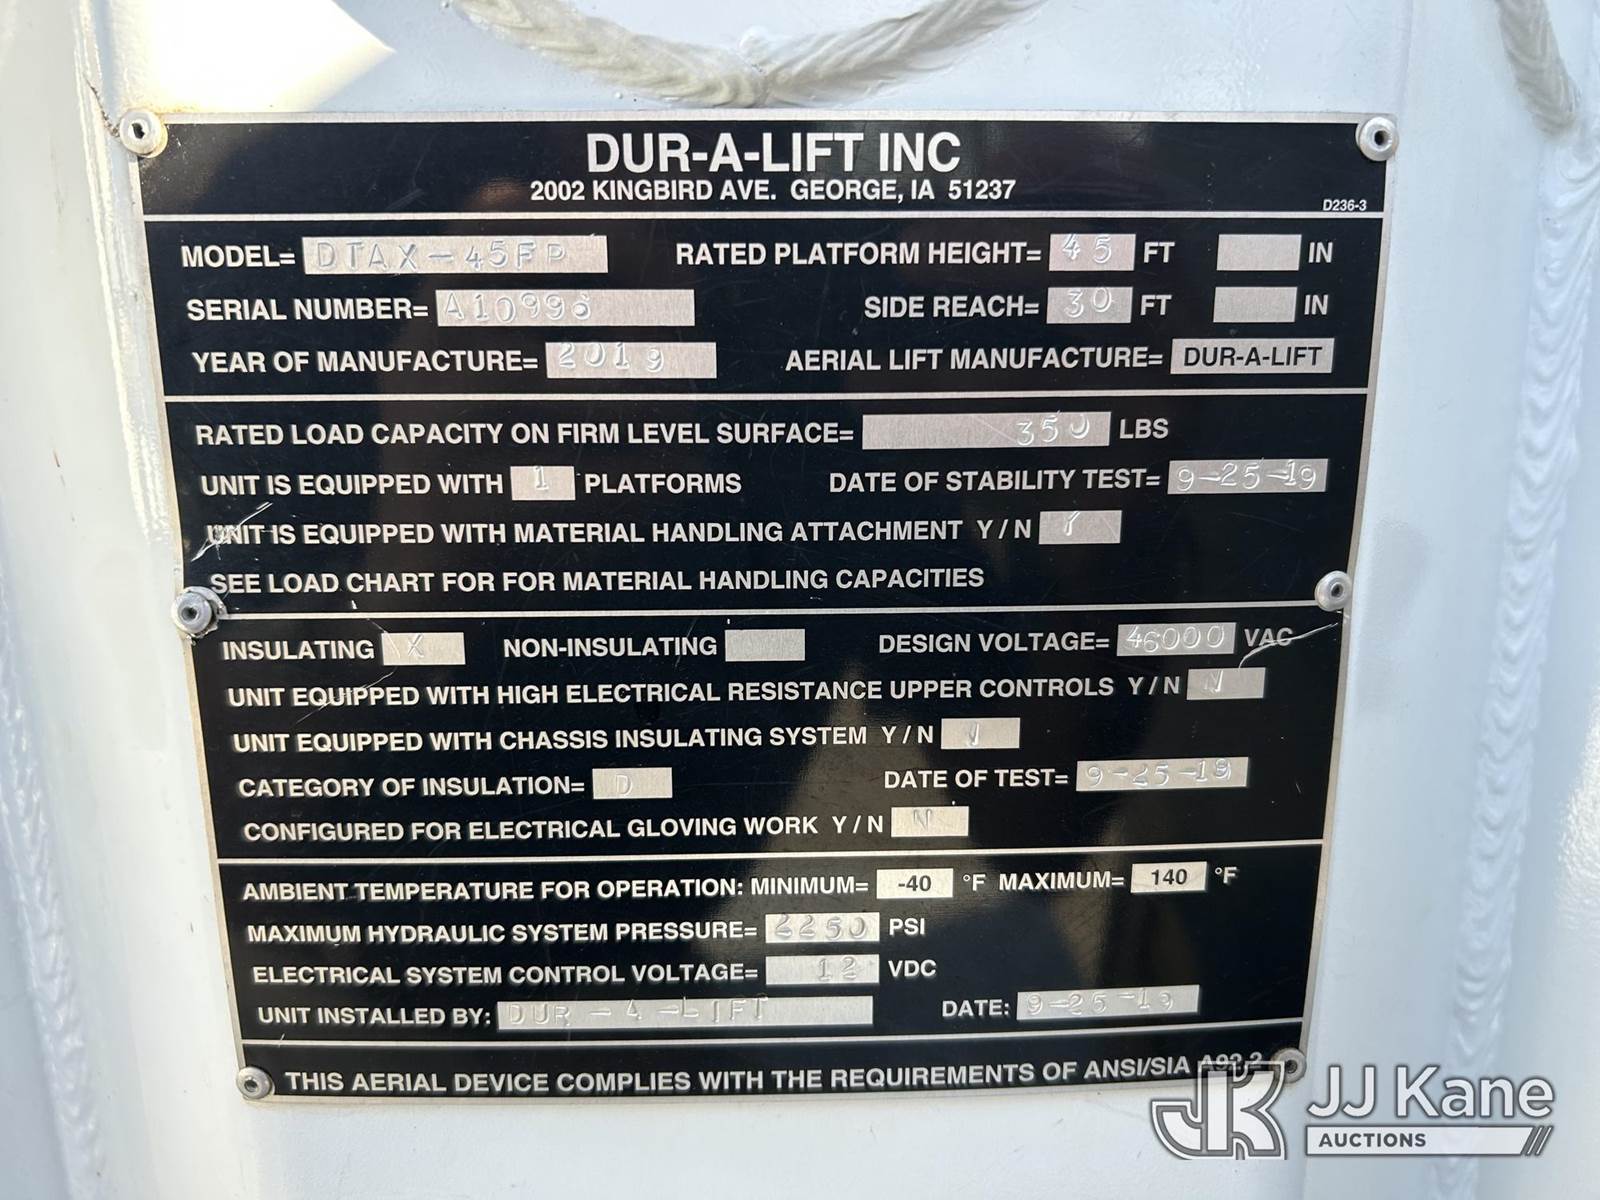 DUR-A-LIFT INC
2002 KINGBIRD AVE. GEORGE, IA 51237
D236-3
MODEL= DTAX-45FP RATED PLATFORM HEIGHT= 45 FT IN
SERIAL NUMBER= A10996 SIDE REACH= 30 FT IN
YEAR OF MANUFACTURE= 2019 AERIAL LIFT MANUFACTURE= DUR-A-LIFT
RATED LOAD CAPACITY ON FIRM LEVEL SURFACE= 350 LBS
UNIT IS EQUIPPED WITH 1 PLATFORMS DATE OF STABILITY TEST= 9-25-19
UNIT IS EQUIPPED WITH MATERIAL HANDLING ATTACHMENT Y / N Y
SEE LOAD CHART FOR FOR MATERIAL HANDLING CAPACITIES
INSULATING X NON-INSULATING DESIGN VOLTAGE= 46000 VAC
UNIT EQUIPPED WITH HIGH ELECTRICAL RESISTANCE UPPER CONTROLS Y / N N
UNIT EQUIPPED WITH CHASSIS INSULATING SYSTEM Y / N
CATEGORY OF INSULATION= D DATE OF TEST= 9-25-19
CONFIGURED FOR ELECTRICAL GLOVING WORK Y / N N
AMBIENT TEMPERATURE FOR OPERATION: MINIMUM= -40 °F MAXIMUM= 140 °F
MAXIMUM HYDRAULIC SYSTEM PRESSURE= 2250 PSI
ELECTRICAL SYSTEM CONTROL VOLTAGE= 12 VDC
UNIT INSTALLED BY: DUR-A-LIFT DATE: 9-25-19
THIS AERIAL DEVICE COMPLIES WITH THE REQUIREMENTS OF ANSI/SIA A92.2
JK JJ Kane
AUCTIONS